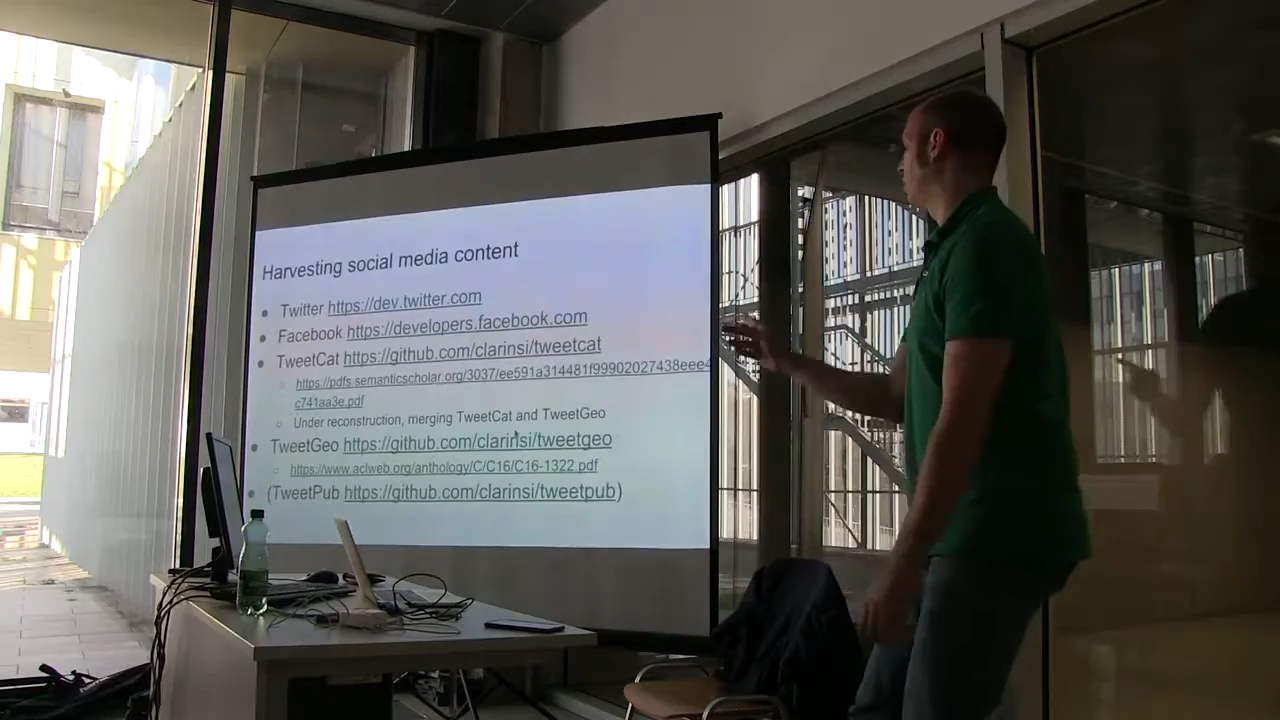 Harvesting social media content
Twitter https://dev.twitter.com
Facebook https://developers.facebook.com
TweetCat https://github.com/clarinsi/tweetcat
https://pdfs.semanticscholar.org/3037/ee591a314481f99902027438eee4
c741aa3e.pdf
Under reconstruction, merging TweetCat and TweetGeo
TweetGeo https://github.com/clarinsi/tweetgeo
https://www.aclweb.org/anthology/C/C16/C16-1322.pdf
(TweetPub https://github.com/clarinsi/tweetpub)